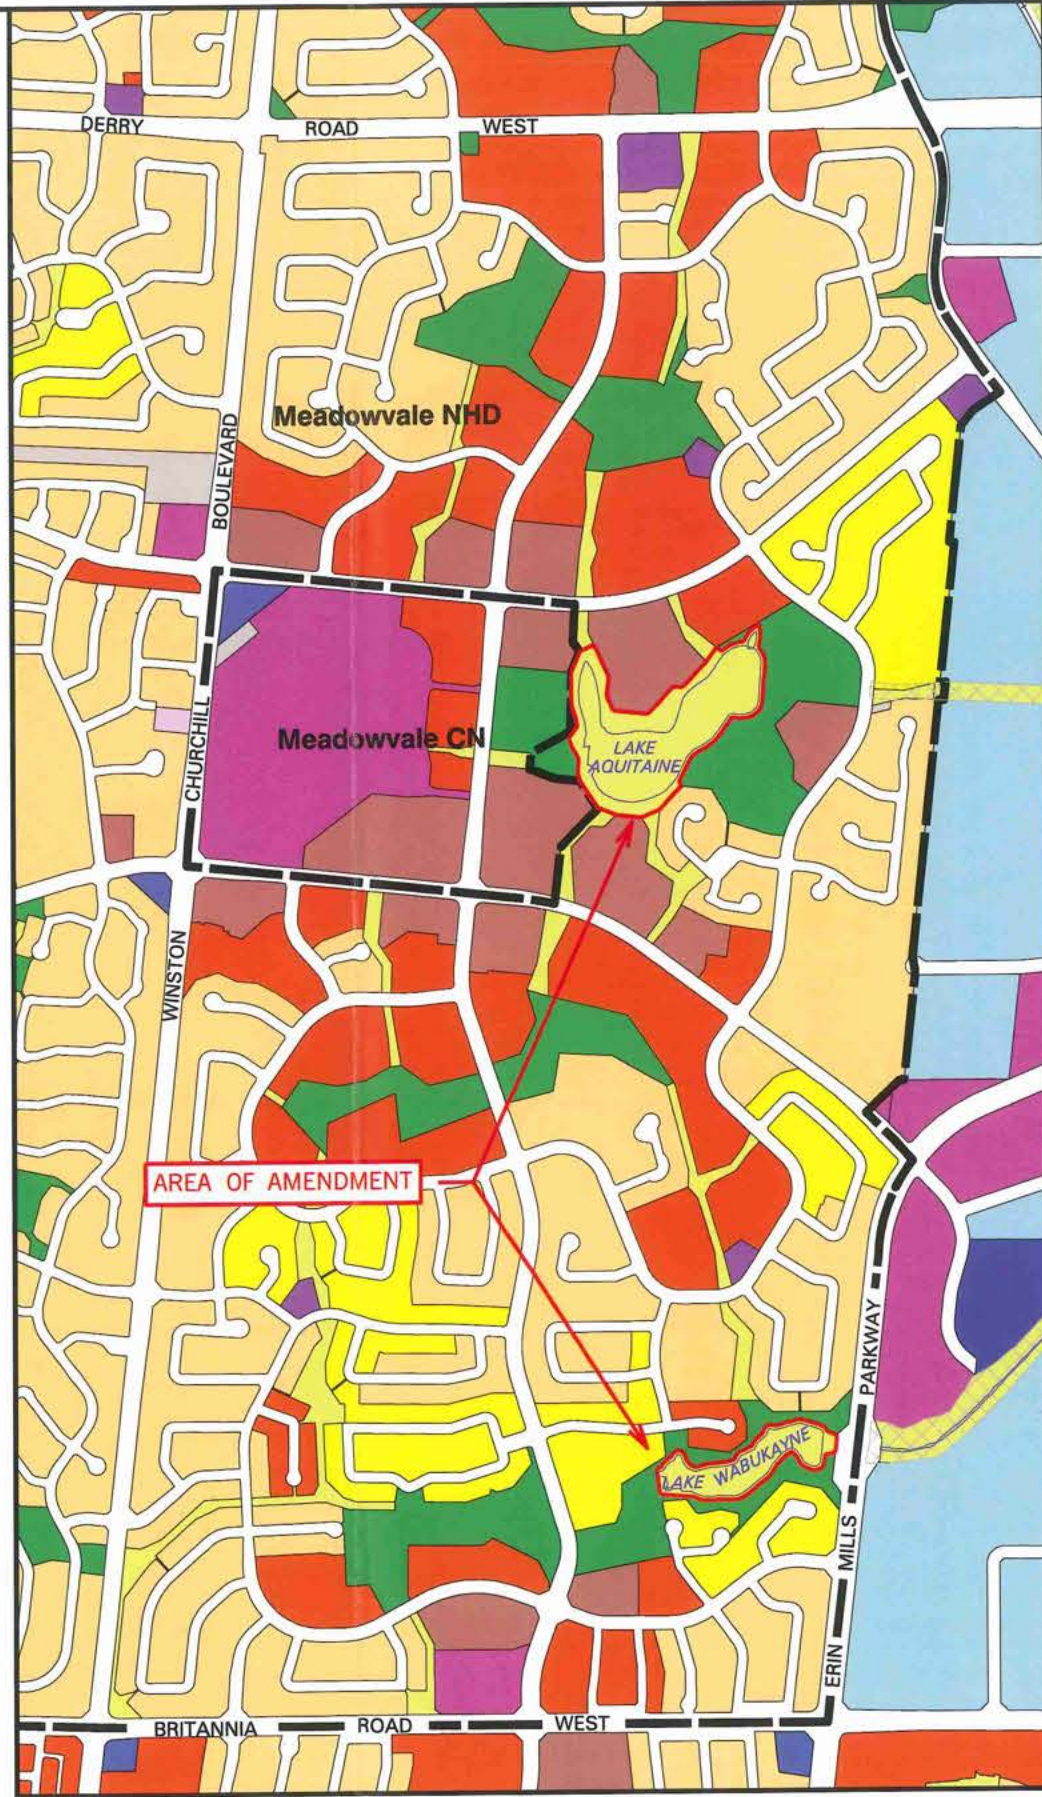 DERRY ROAD WEST
Meadowvale NHD
BOULEVARD
Meadowvale CN
LAKE
AQUITAINE
CHURCHILL
WINSTON
AREA OF AMENDMENT
PARKWAY
LAKE WABUKAYNE
MILLS
ERIN
BRITANNIA ROAD WEST